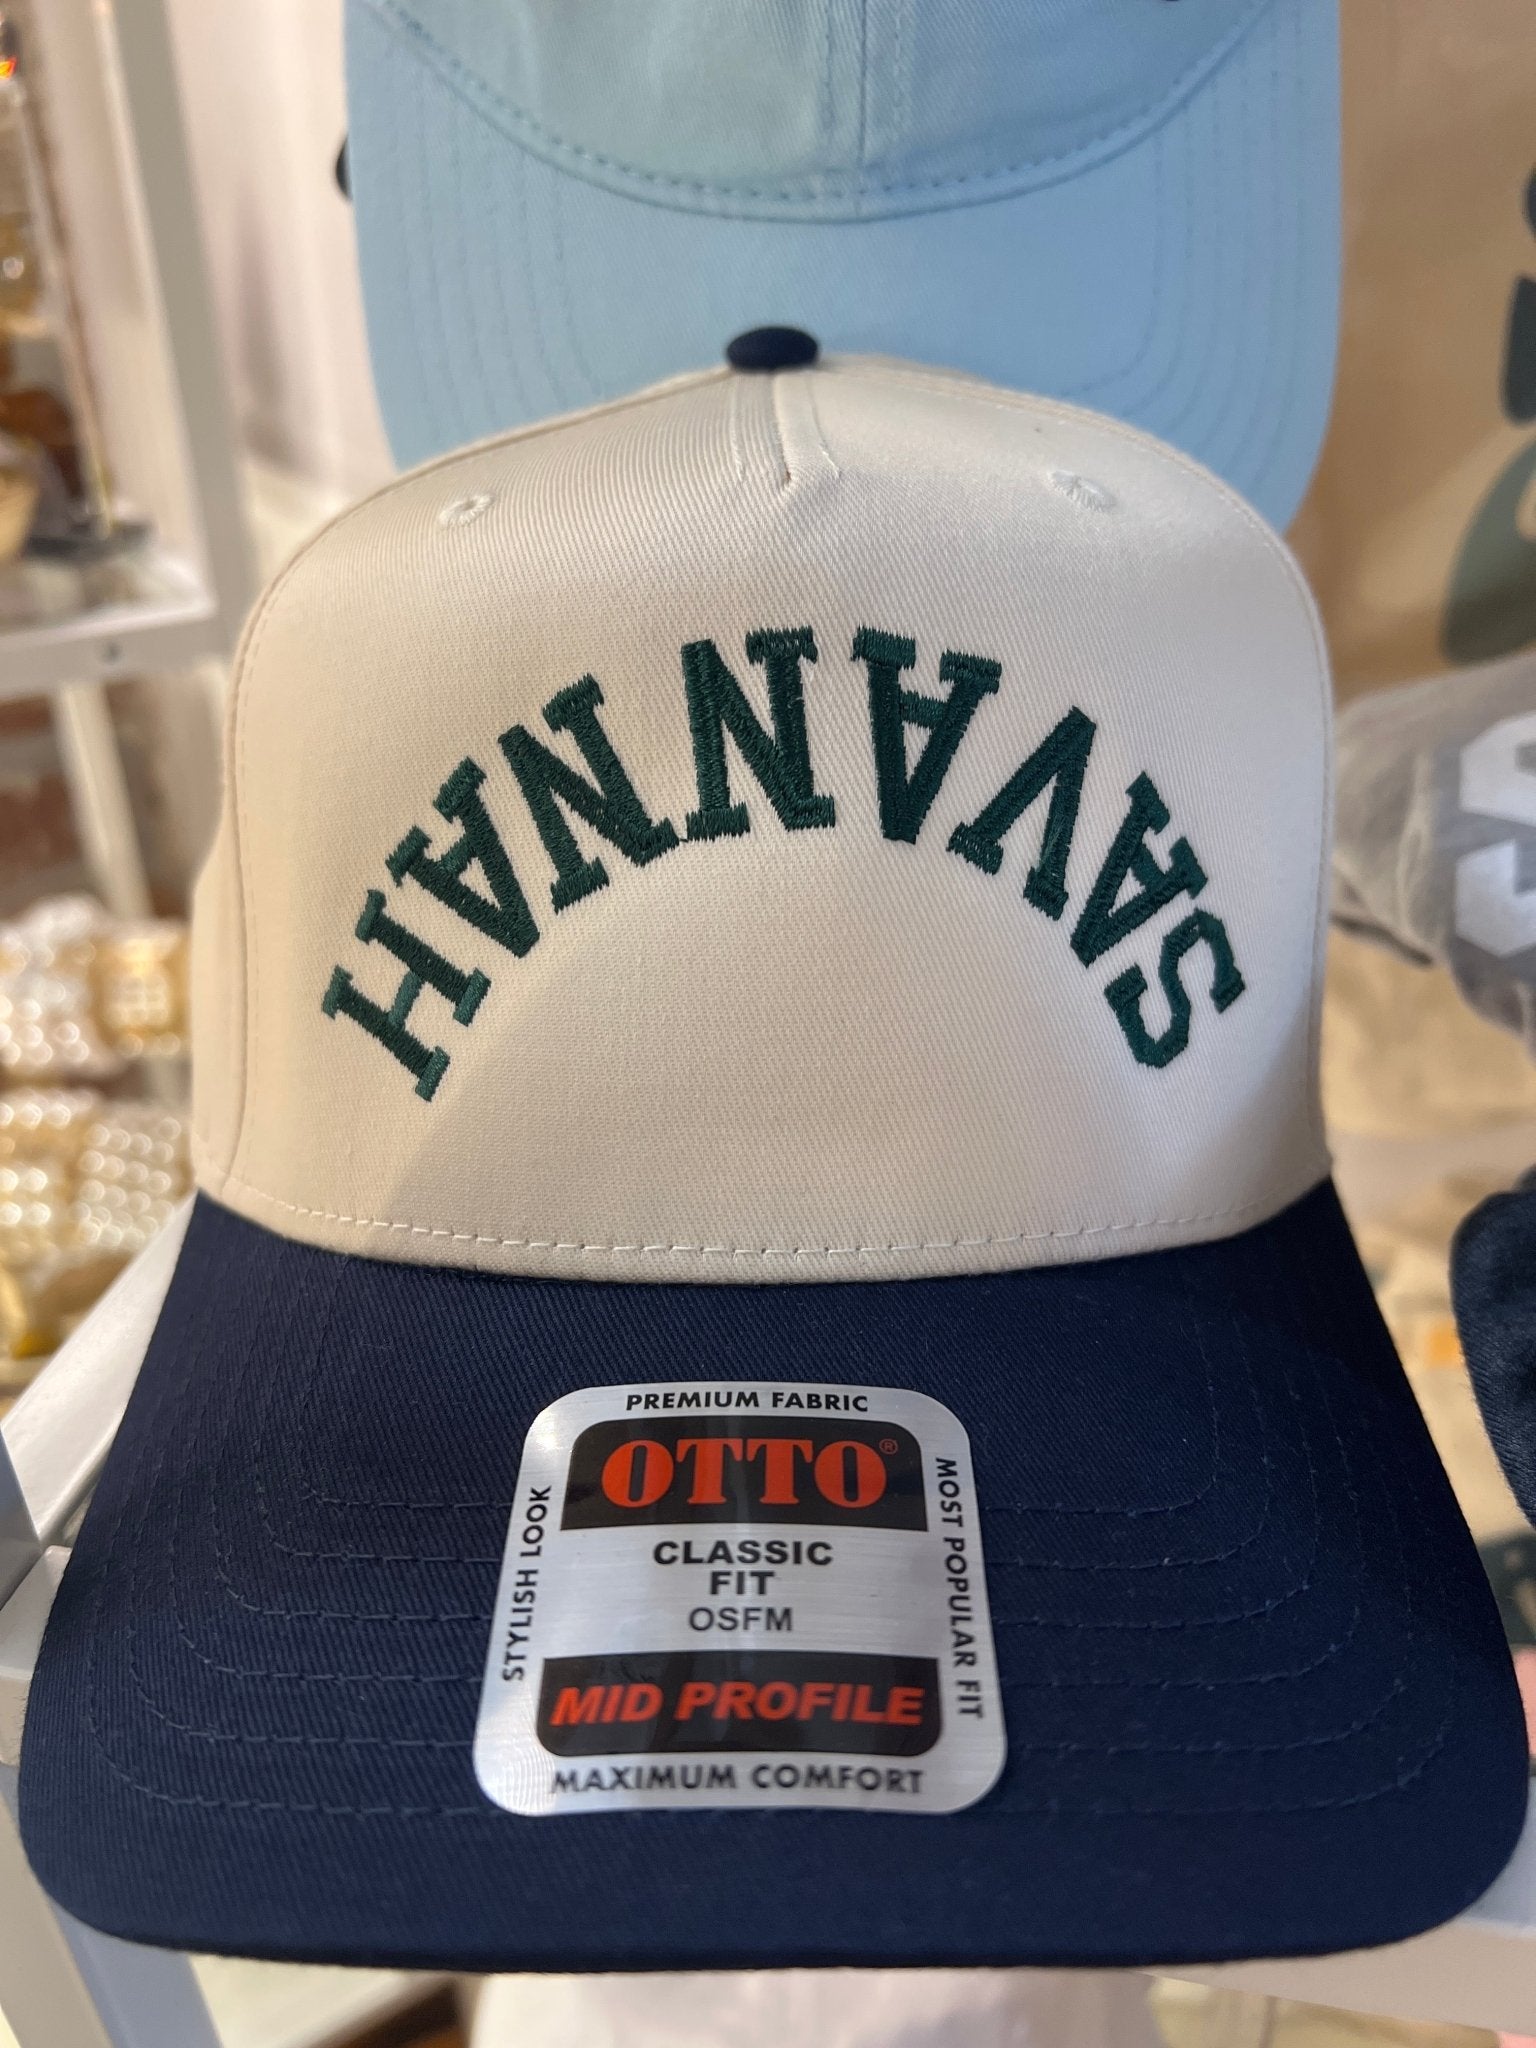 SAVANNAH
PREMIUM FABRIC
OTTO®
CLASSIC
FIT
OSFM
MID PROFILE
MAXIMUM COMFORT
STYLISH LOOK
MOST POPULAR FIT